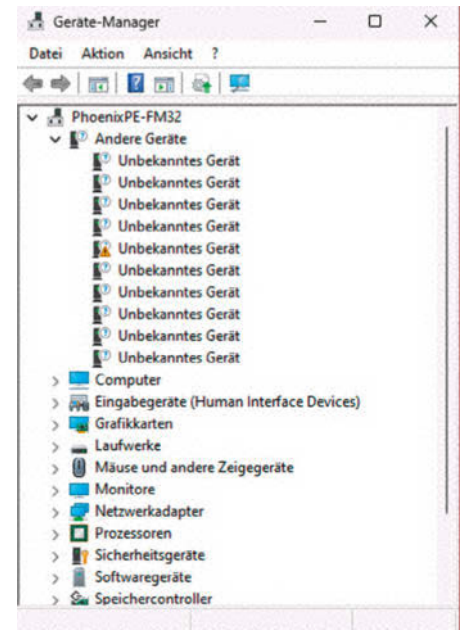 Geräte-Manager
Datei Aktion Ansicht ?
PhoenixPE-FM32
Andere Geräte
Unbekanntes Gerät
Unbekanntes Gerät
Unbekanntes Gerät
Unbekanntes Gerät
Unbekanntes Gerät
Unbekanntes Gerät
Unbekanntes Gerät
Unbekanntes Gerät
Unbekanntes Gerät
Unbekanntes Gerät
Computer
Eingabegeräte (Human Interface Devices)
Grafikkarten
Laufwerke
Mäuse und andere Zeigegeräte
Monitore
Netzwerkadapter
Prozessoren
Sicherheitsgeräte
Softwaregeräte
Speichercontroller